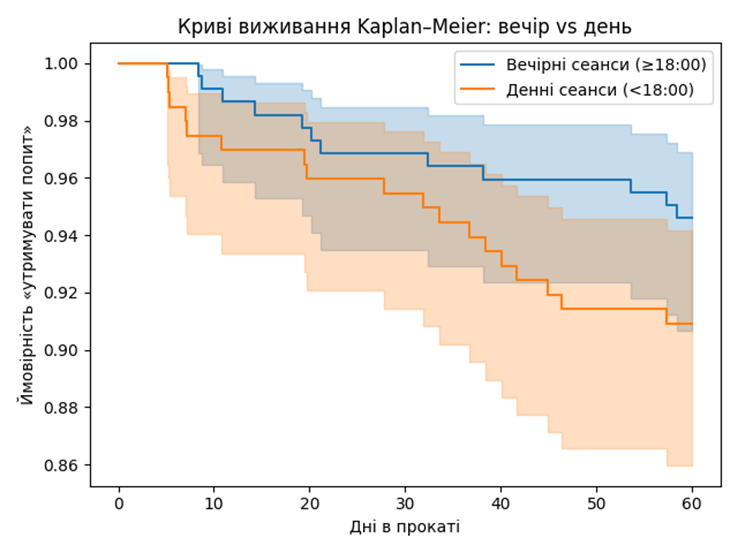 Криві виживання Kaplan–Meier: вечір vs день
Вечірні сеанси (≥18:00)
Денні сеанси (<18:00)
Ймовірність «утримувати попит»
1.00
0.98
0.96
0.94
0.92
0.90
0.88
0.86
0 10 20 30 40 50 60
Дні в прокаті